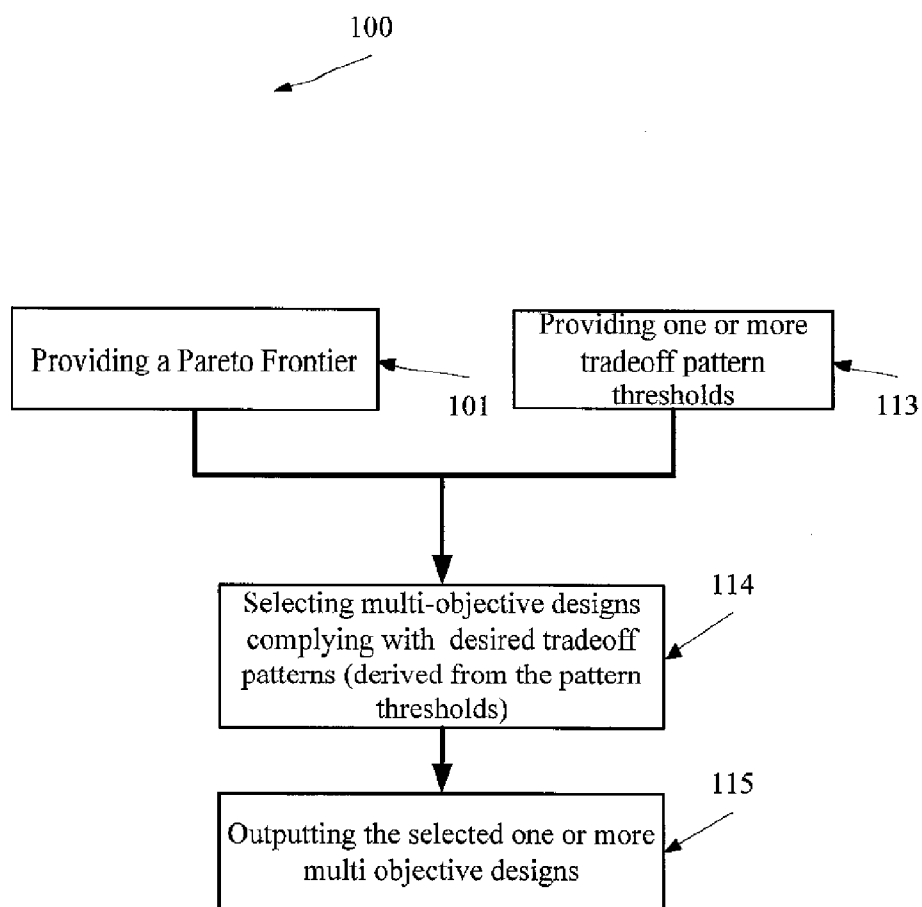 100
Providing a Pareto Frontier
101
Providing one or more
tradeoff pattern
thresholds
113
Selecting multi-objective designs
complying with desired tradeoff
patterns (derived from the pattern
thresholds)
114
Outputting the selected one or more
multi objective designs
115